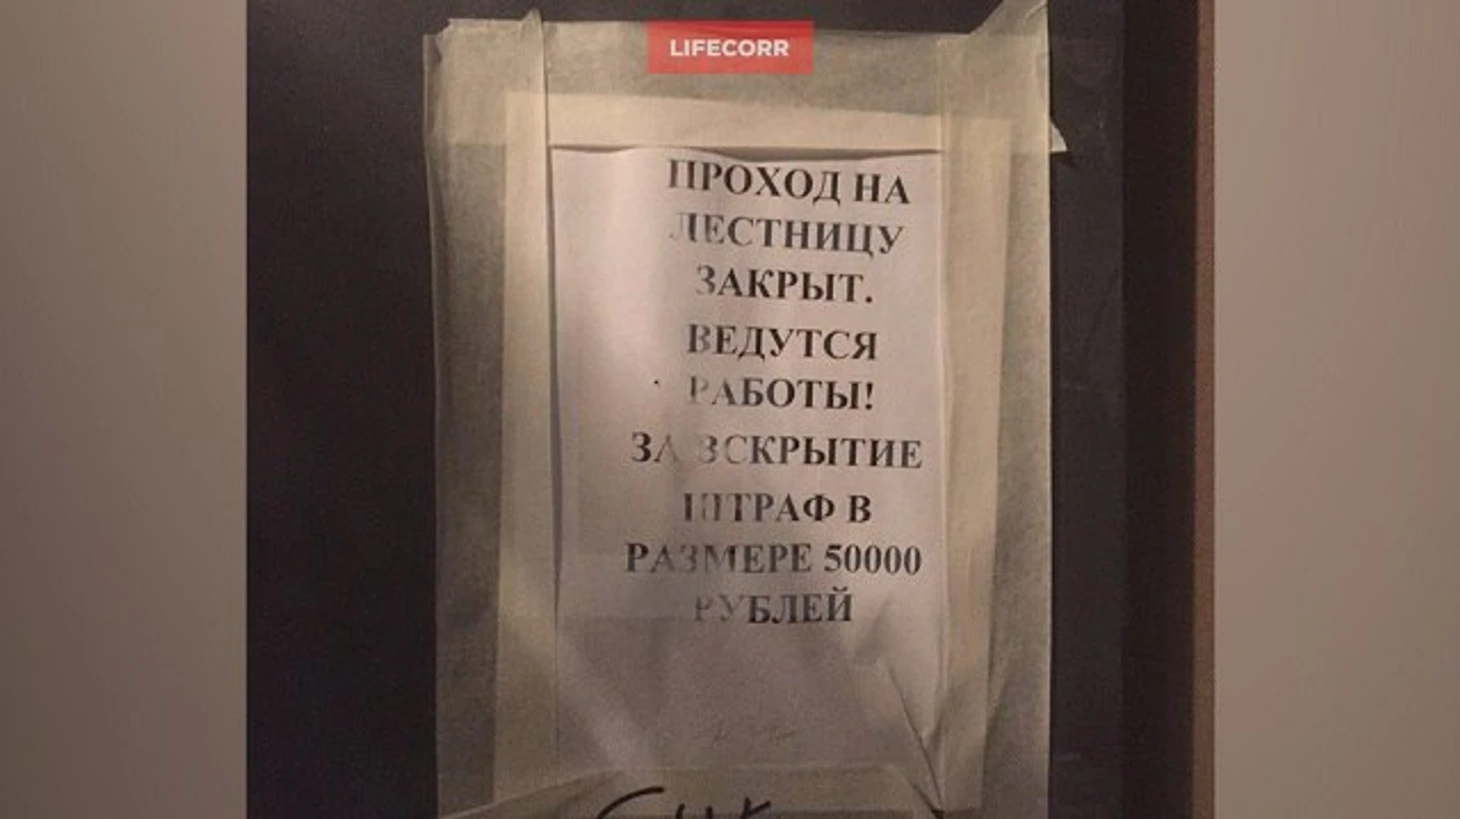 LIFECORR
ПРОХОД НА
ЛЕСТНИЦУ
ЗАКРЫТ.
ВЕДУТСЯ
РАБОТЫ!
ЗА ВСКРЫТИЕ
ШТРАФ В
РАЗМЕРЕ 50000
РУБЛЕЙ